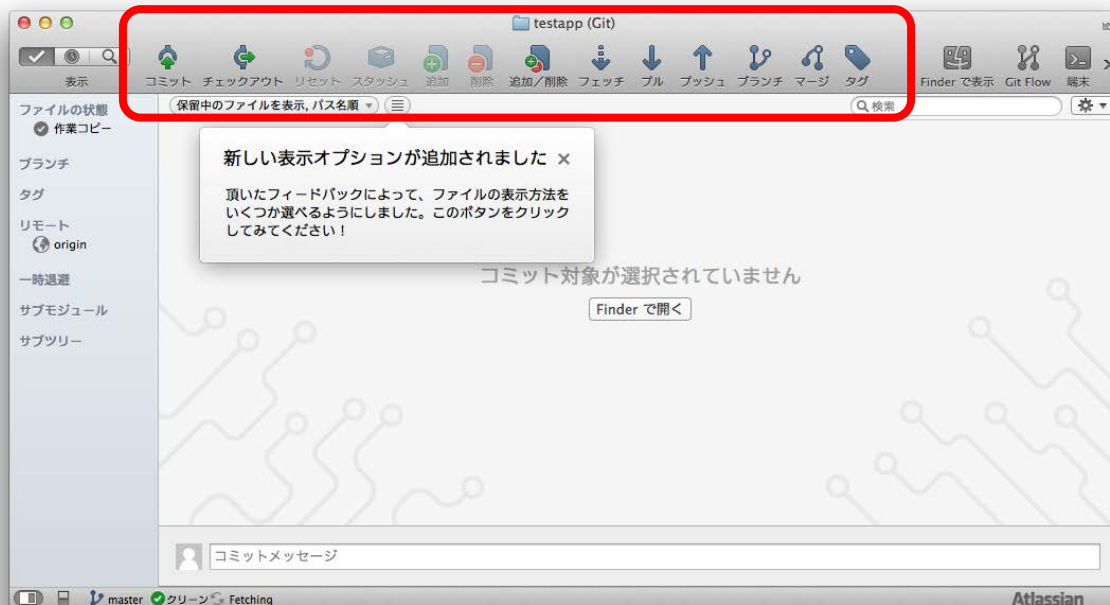 testapp (Git)
表示
コミット チェックアウト リセット スタッシュ 追加 削除 追加/削除 フェッチ プル プッシュ ブランチ マージ タグ Finder で表示 Git Flow 端末
ファイルの状態
作業コピー
ブランチ
タグ
リモート
origin
一時退避
サブモジュール
サブツリー
保留中のファイルを表示, パス名順
検索
新しい表示オプションが追加されました
頂いたフィードバックによって、ファイルの表示方法を
いくつか選べるようにしました。このボタンをクリック
してみてください！
コミット対象が選択されていません
Finder で開く
コミットメッセージ
master クリーン Fetching
Atlassian